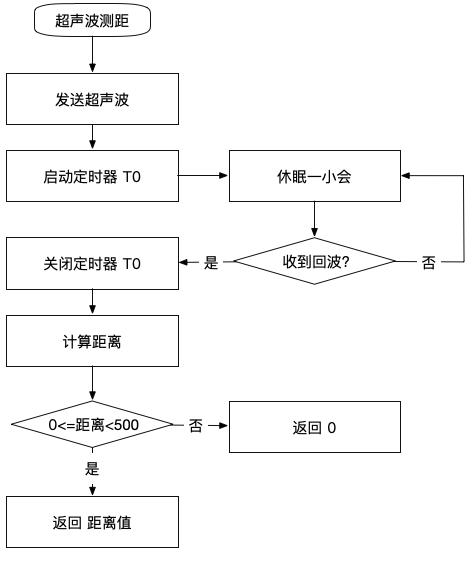 超声波测距
发送超声波
启动定时器 T0
休眠一小会
关闭定时器 T0
是
收到回波?
否
计算距离
0<=距离<500
否
返回 0
是
返回 距离值